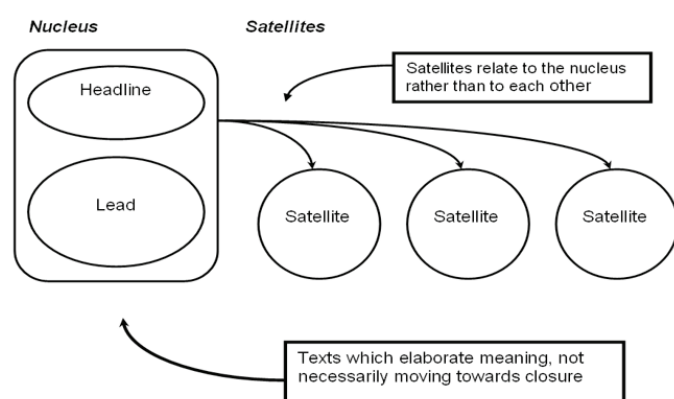 Nucleus
Satellites
Headline
Lead
Satellites relate to the nucleus
rather than to each other
Satellite
Satellite
Satellite
Texts which elaborate meaning, not
necessarily moving towards closure